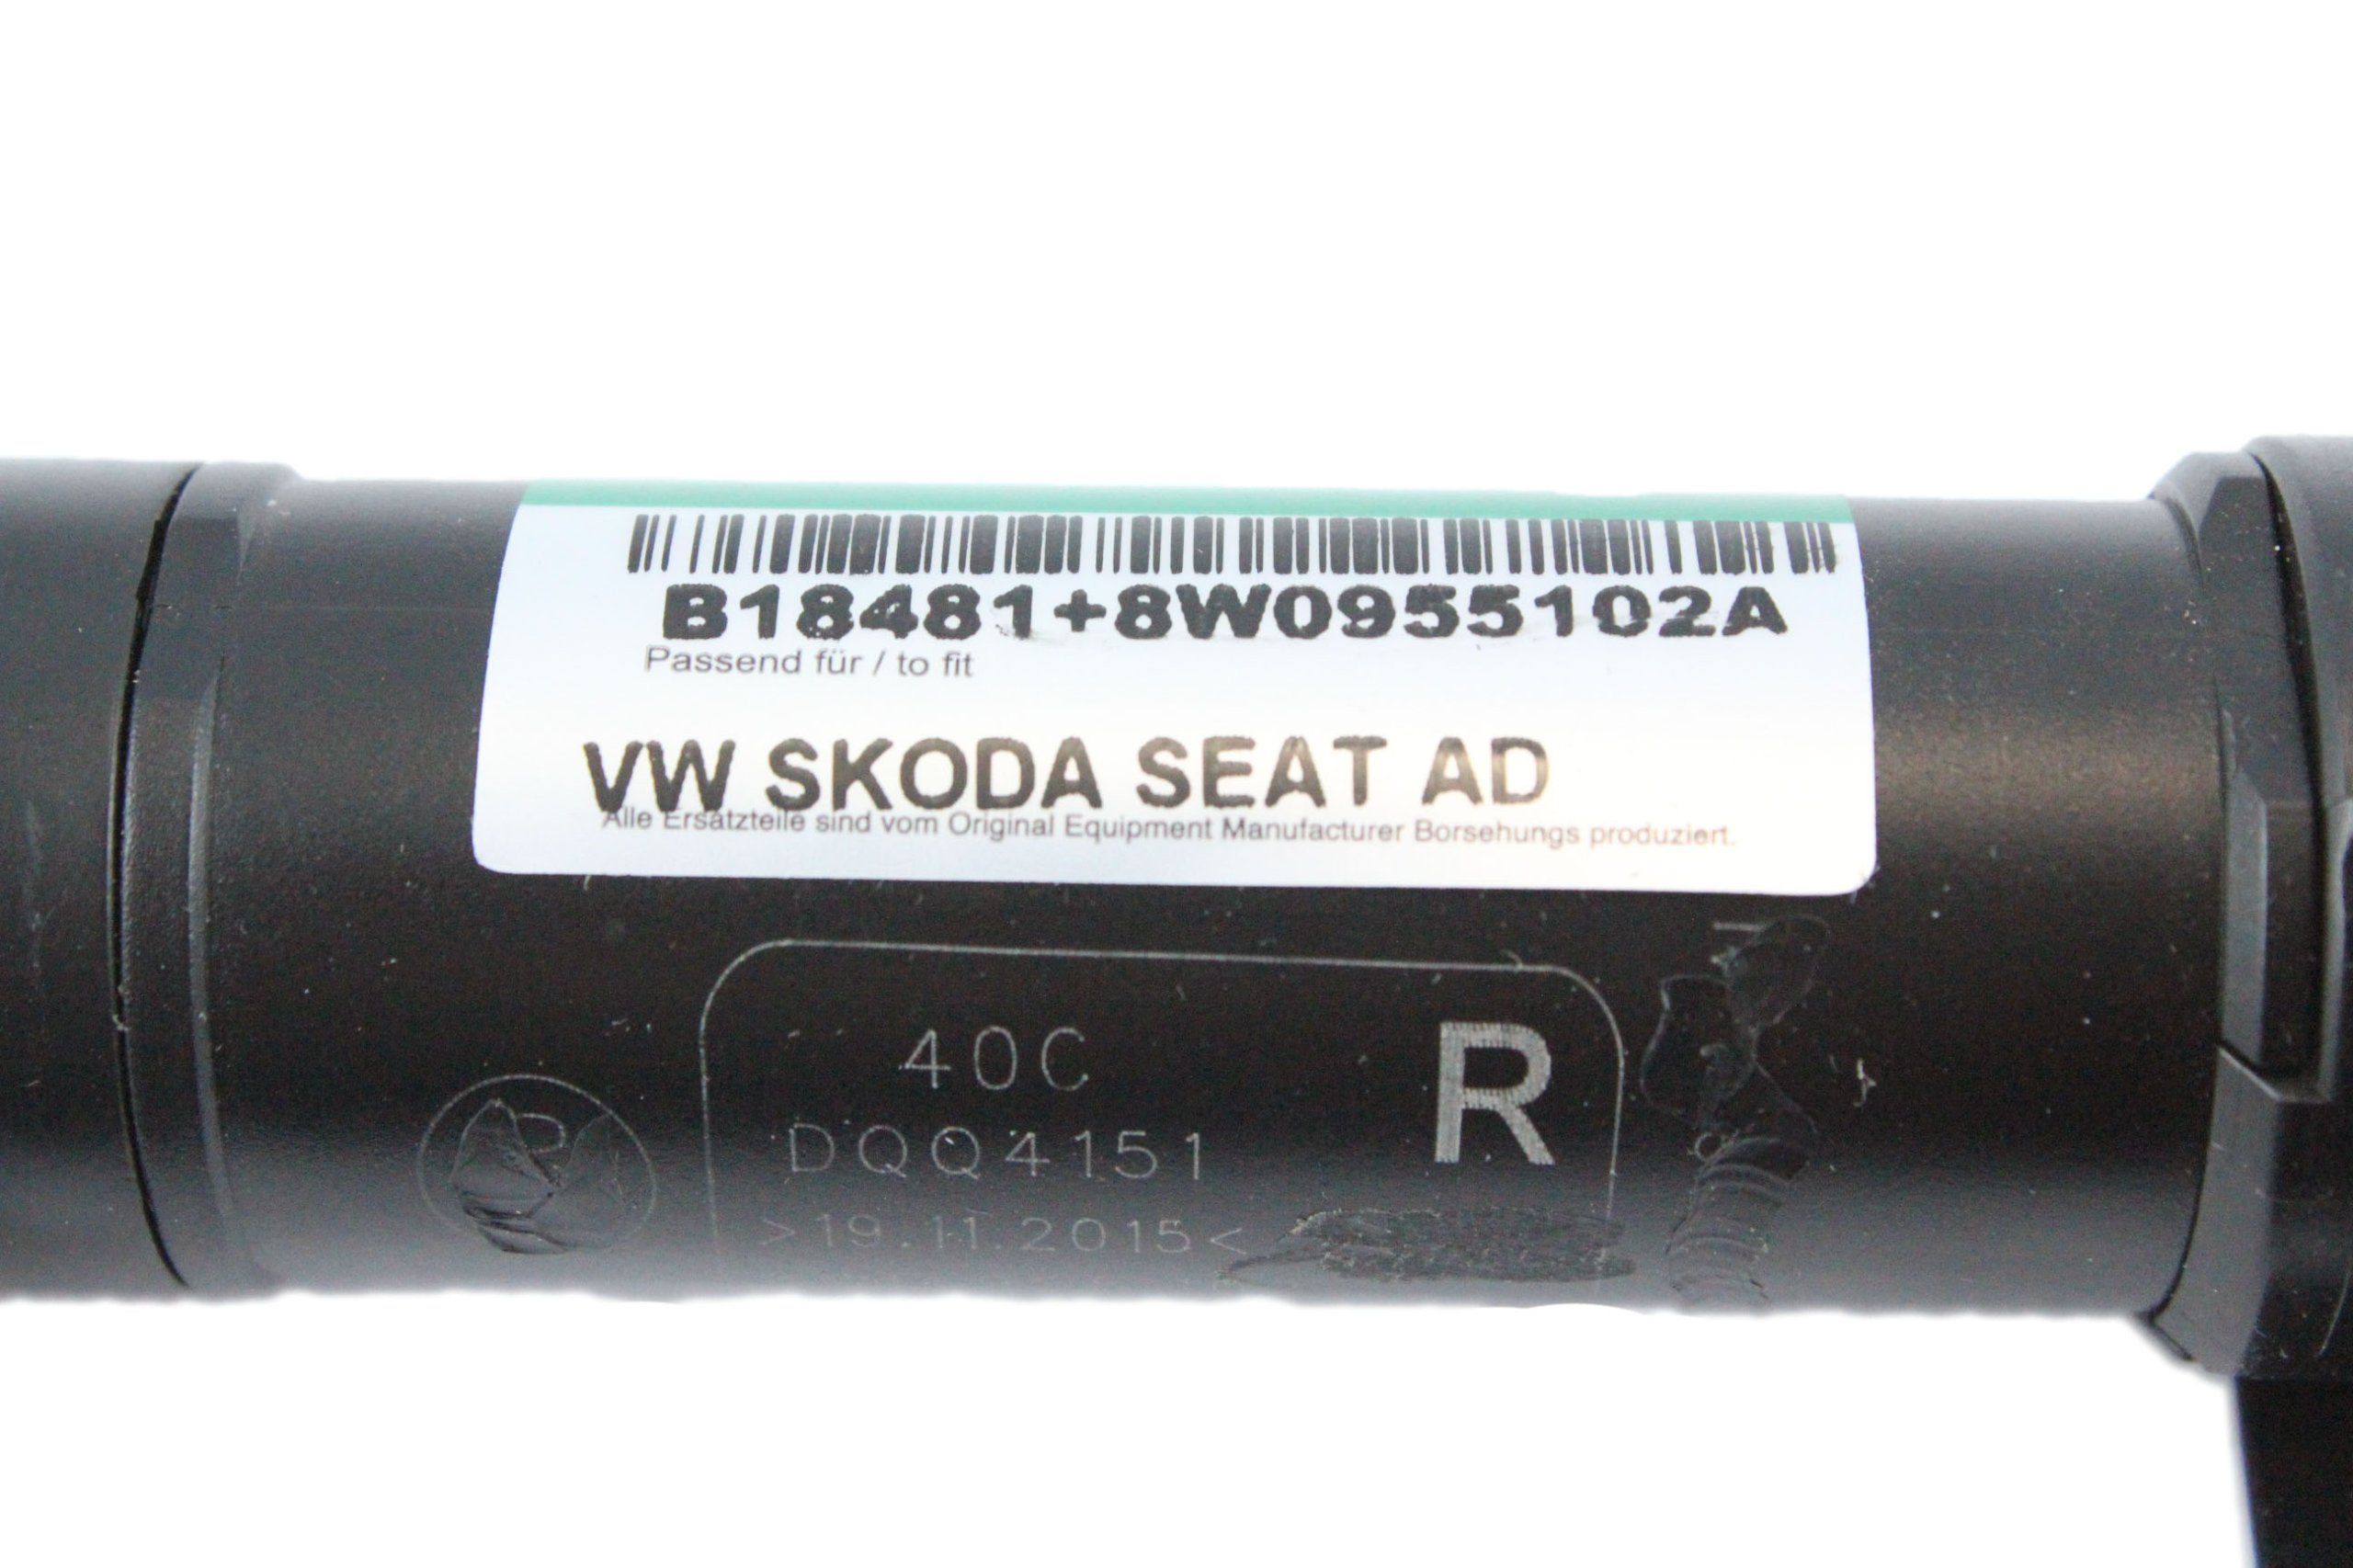 B18481+8W0955102A
Passend für / to fit
VW SKODA SEAT AD
Alle Ersatzteile sind vom Original Equipment Manufacturer Borsehungs produziert.
40C
R
DQQ4151
>19.11.2015<